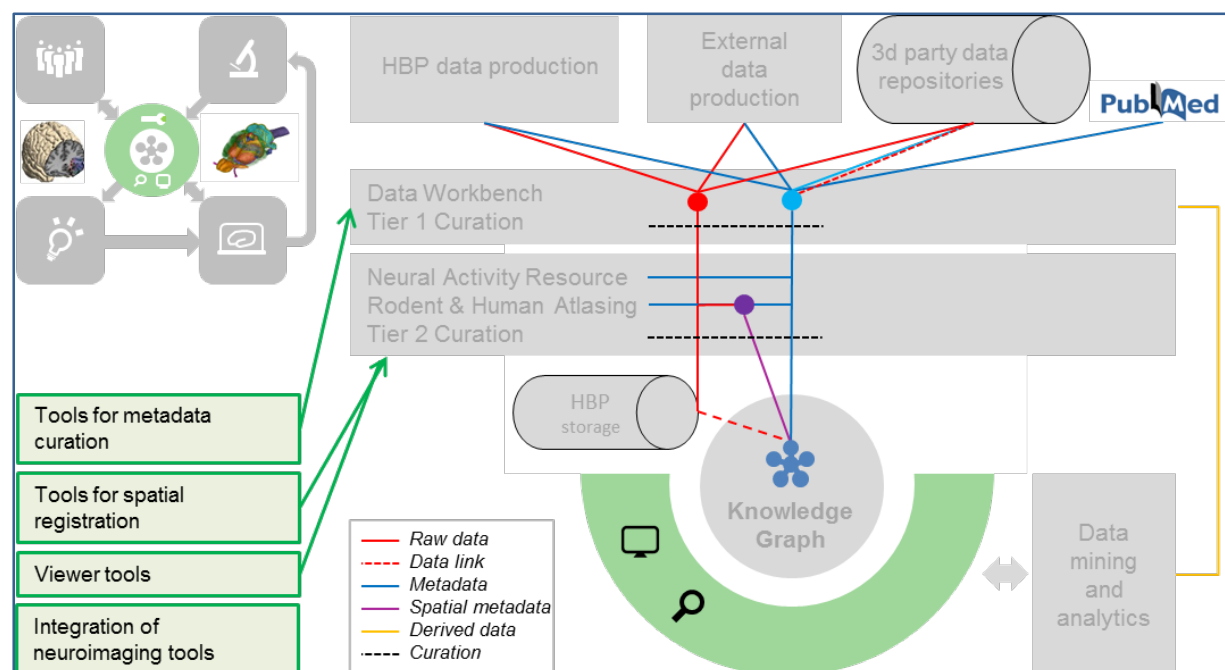 HBP data production
External
data
production
3d party data
repositories
PubMed
Data Workbench
Tier 1 Curation
Neural Activity Resource
Rodent & Human Atlasing
Tier 2 Curation
HBP
storage
Knowledge
Graph
Data
mining
and
analytics
Tools for metadata
curation
Tools for spatial
registration
Viewer tools
Integration of
neuroimaging tools
Raw data
Data link
Metadata
Spatial metadata
Derived data
Curation